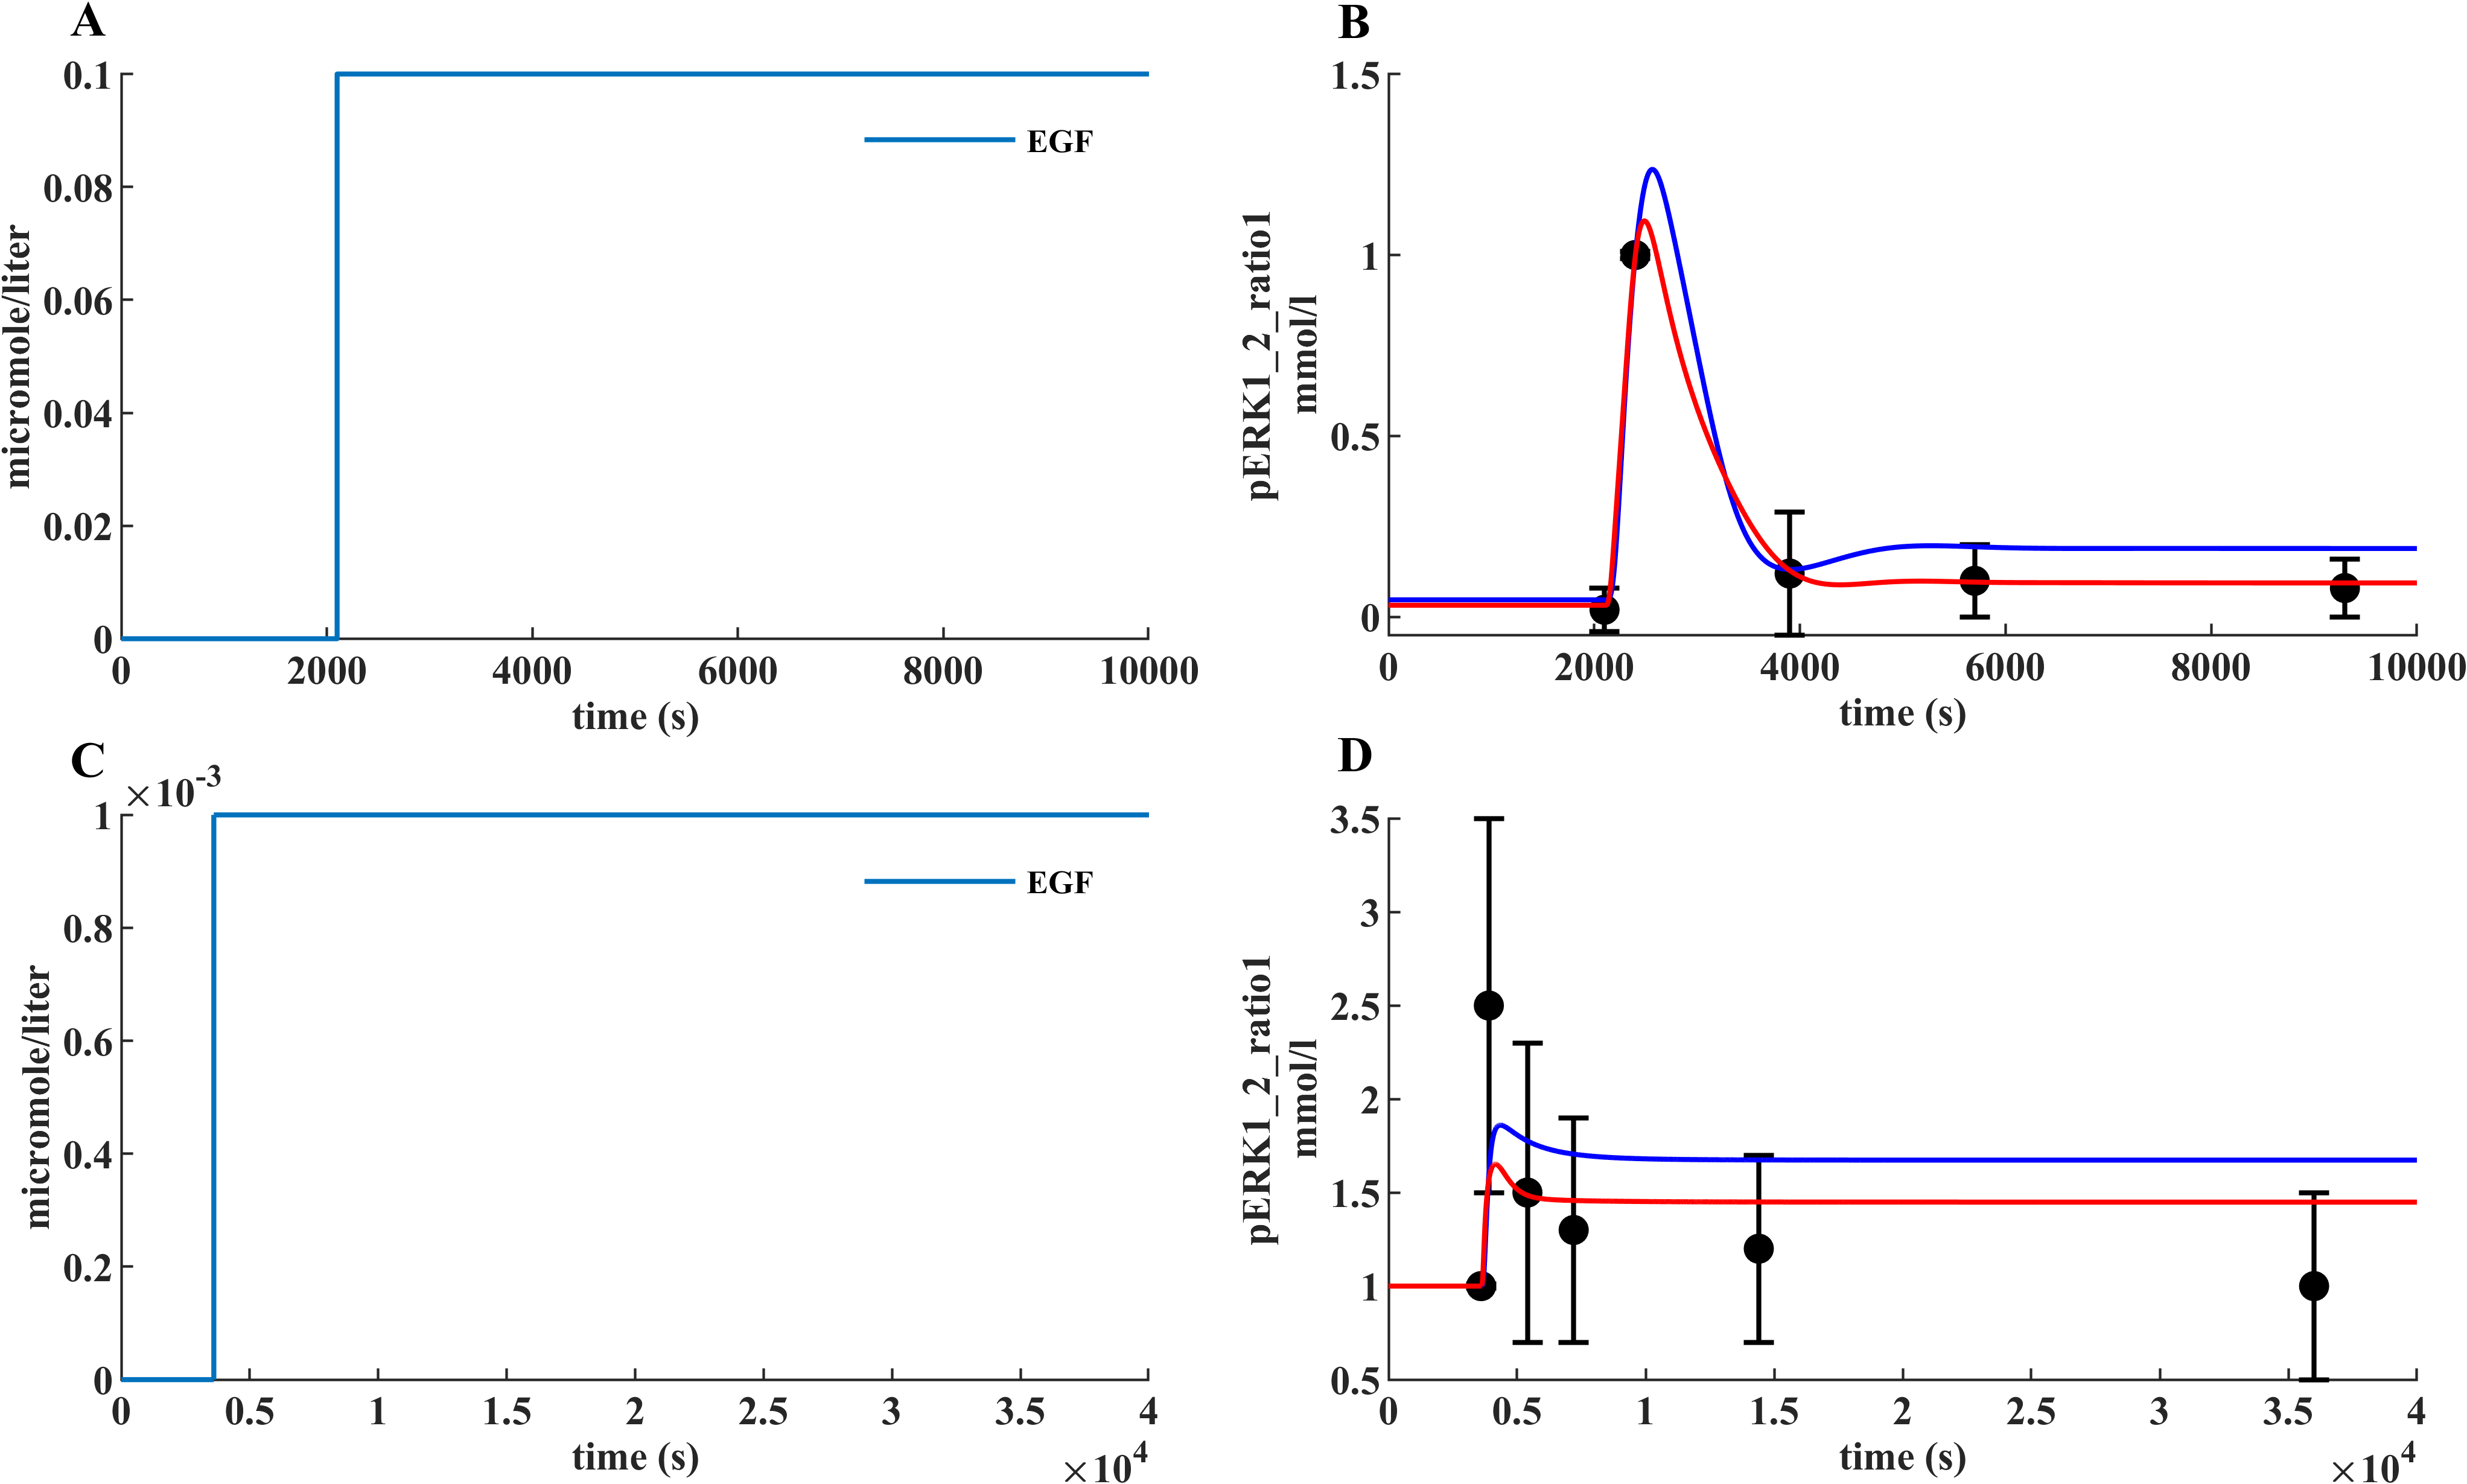 A
0.1
0.08
0.06
0.04
0.02
0
micromole/liter
EGF
0 2000 4000 6000 8000 10000
time (s)
B
1.5
1
0.5
0
pERK1_2_ratio1
mmol/l
0 2000 4000 6000 8000 10000
time (s)
C
×10-3
1
0.8
0.6
0.4
0.2
0
micromole/liter
EGF
0 0.5 1 1.5 2 2.5 3 3.5 4
time (s)
×104
D
3.5
3
2.5
2
1.5
1
0.5
pERK1_2_ratio1
mmol/l
0 0.5 1 1.5 2 2.5 3 3.5 4
time (s)
×104